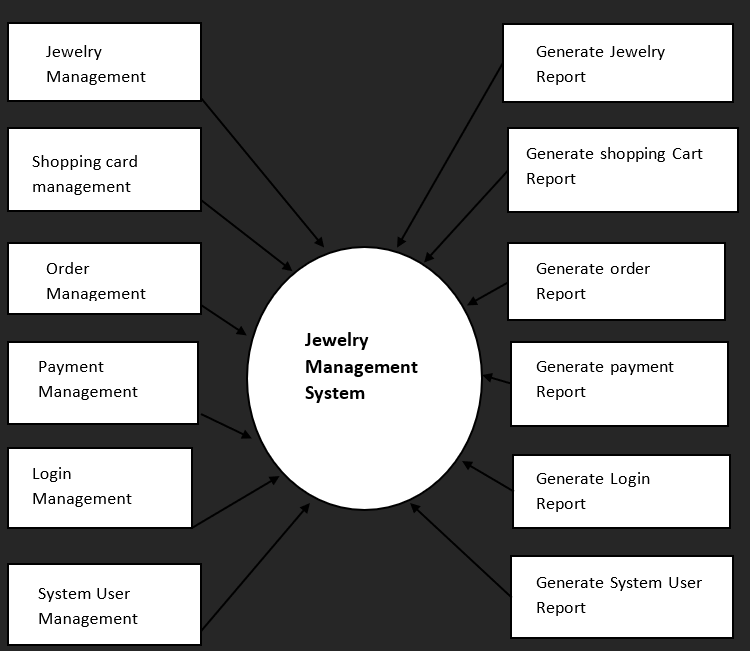 Jewelry
Management
Shopping card
management
Order
Management
Payment
Management
Login
Management
System User
Management
Jewelry
Management
System
Generate Jewelry
Report
Generate shopping Cart
Report
Generate order
Report
Generate payment
Report
Generate Login
Report
Generate System User
Report